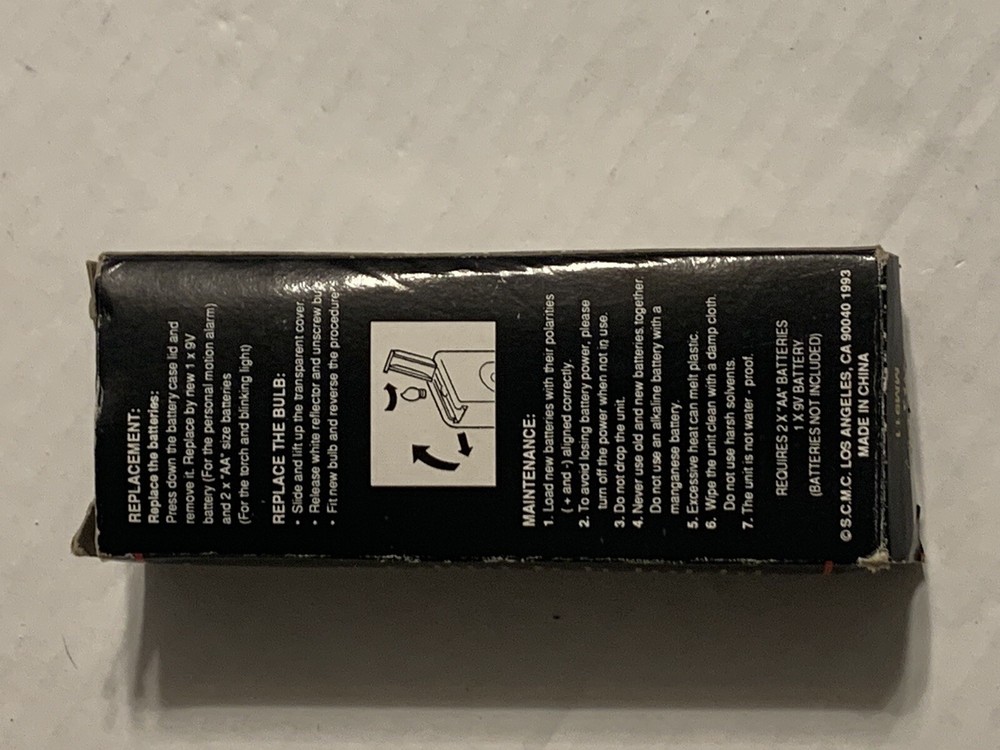 REPLACEMENT:
Replace the batteries:
Press down the battery case lid and
remove it. Replace by new 1 x 9V
battery (For the personal motion alarm)
and 2 x "AA" size batteries
(For the torch and blinking light)
REPLACE THE BULB:
• Slide and lift up the transparent cover.
• Release white reflector and unscrew
• Frit new bulb and reverse the procedures
MAINTENANCE:
1. Load new batteries with their polarities
( + and -) aligned correctly.
2. To avoid losing battery power, please
turn off the power when not in use.
3. Do not drop the unit.
4. Never use old and new batteries together
Do not use an alkaline battery with a
manganese battery.
5. Excessive heat can melt plastic.
6. Wipe the unit clean with a damp cloth.
Do not use harsh solvents.
7. The unit is not water - proof.
REQUIRES 2 X "AA" BATTERIES
1 X 9V BATTERY
(BATTERIES NOT INCLUDED)
© S.C.M.C. LOS ANGELES, CA 90040 1993
MADE IN CHINA